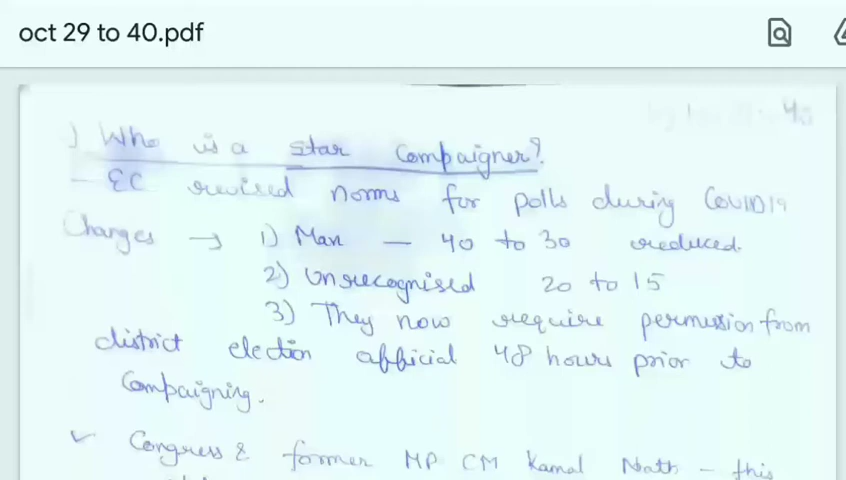 oct 29 to 40.pdf
1) Who is a star Campaigner?
- EC revised norms for polls during COVID19
Changes → 1) Max — 40 to 30 reduced.
2) Unrecognised 20 to 15
3) They now require permission from
district election official 48 hours prior to
Campaigning.
✓ Congress & former MP CM Kamal Nath - this